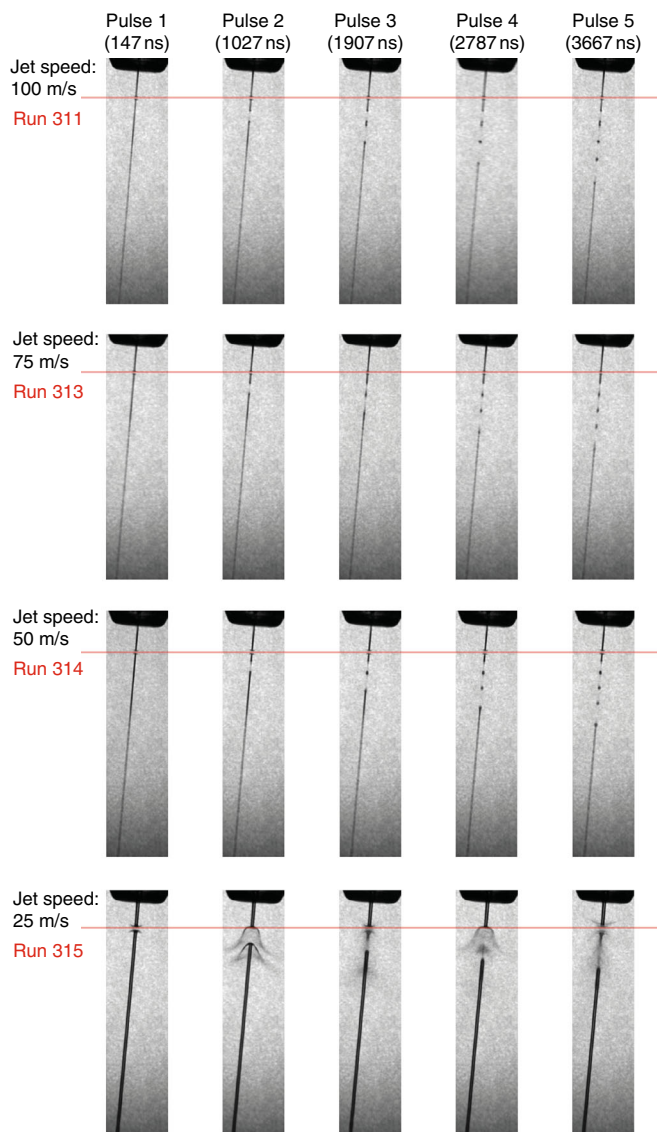 Pulse 1
(147 ns)
Pulse 2
(1027 ns)
Pulse 3
(1907 ns)
Pulse 4
(2787 ns)
Pulse 5
(3667 ns)
Jet speed:
100 m/s
Run 311
Jet speed:
75 m/s
Run 313
Jet speed:
50 m/s
Run 314
Jet speed:
25 m/s
Run 315